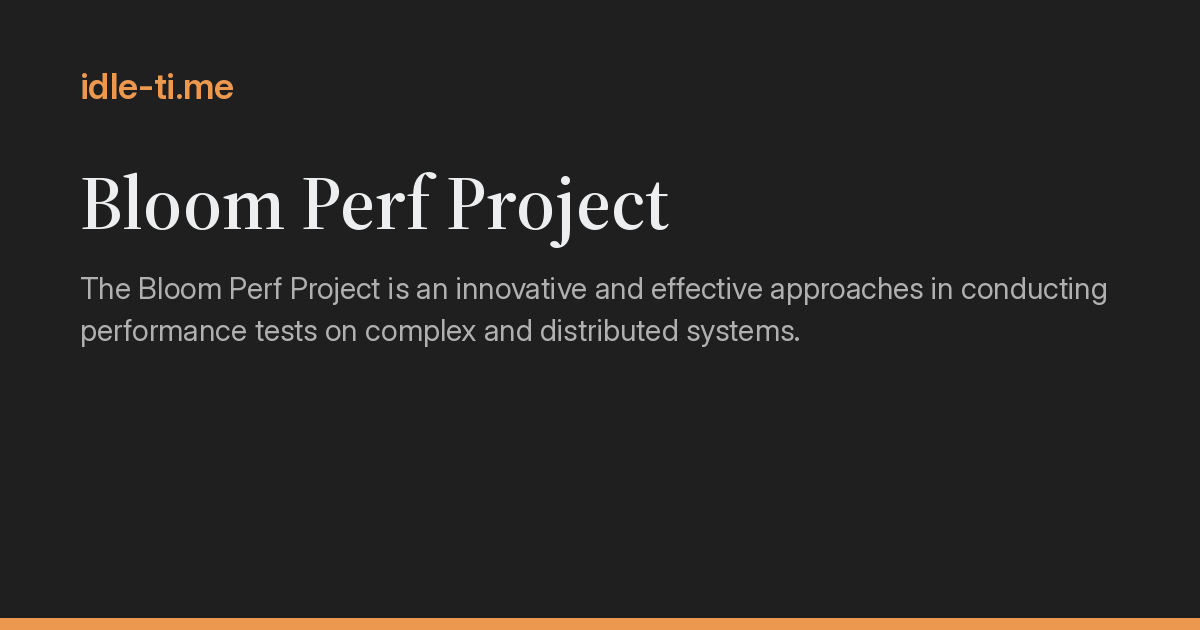 idle-ti.me
Bloom Perf Project
The Bloom Perf Project is an innovative and effective approaches in conducting
performance tests on complex and distributed systems.